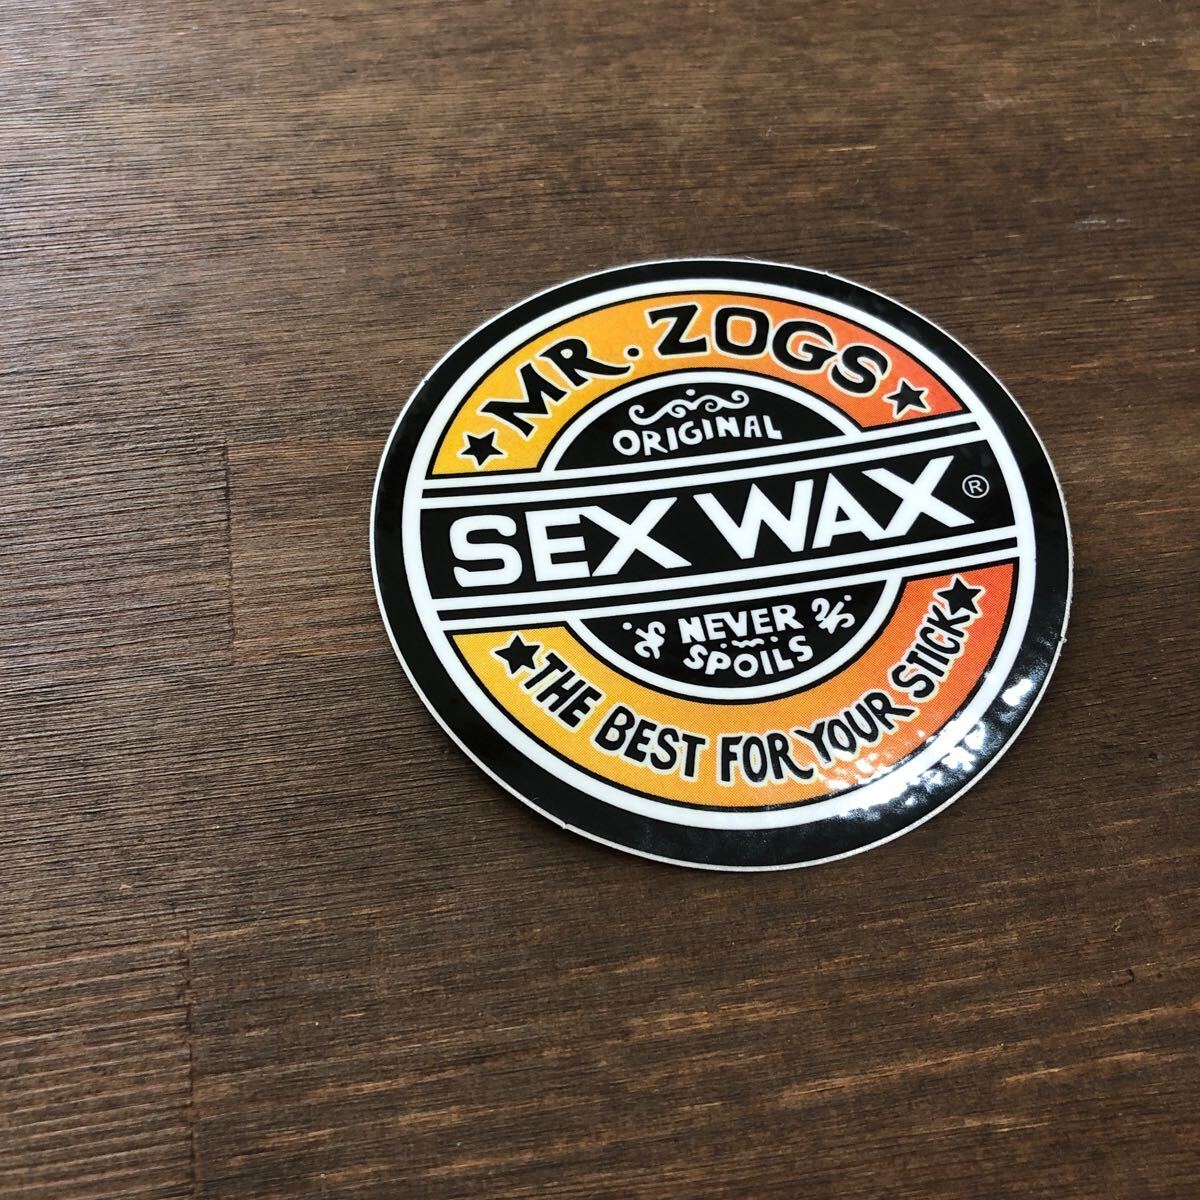 MR. ZOGS
ORIGINAL
SEX WAX ®
NEVER
SPOILS
THE BEST FOR YOUR STICK